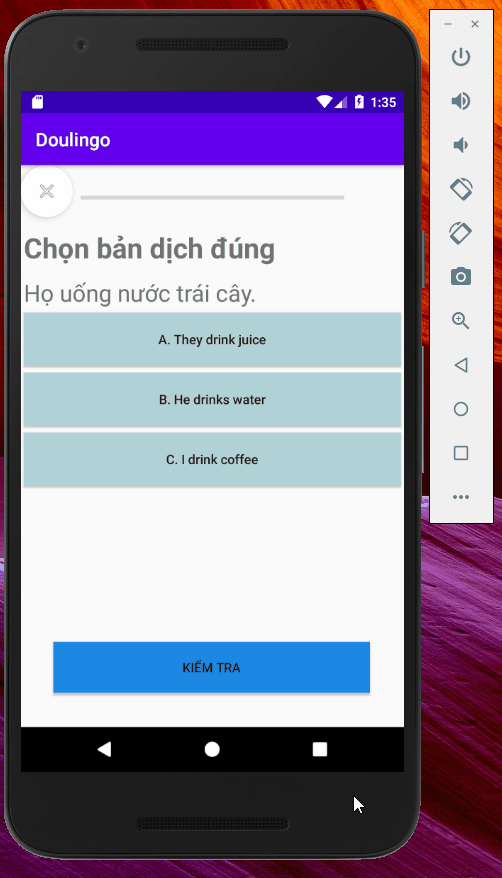 1:35
Doulingo
Chọn bản dịch đúng
Họ uống nước trái cây.
A. They drink juice
B. He drinks water
C. I drink coffee
KIỂM TRA